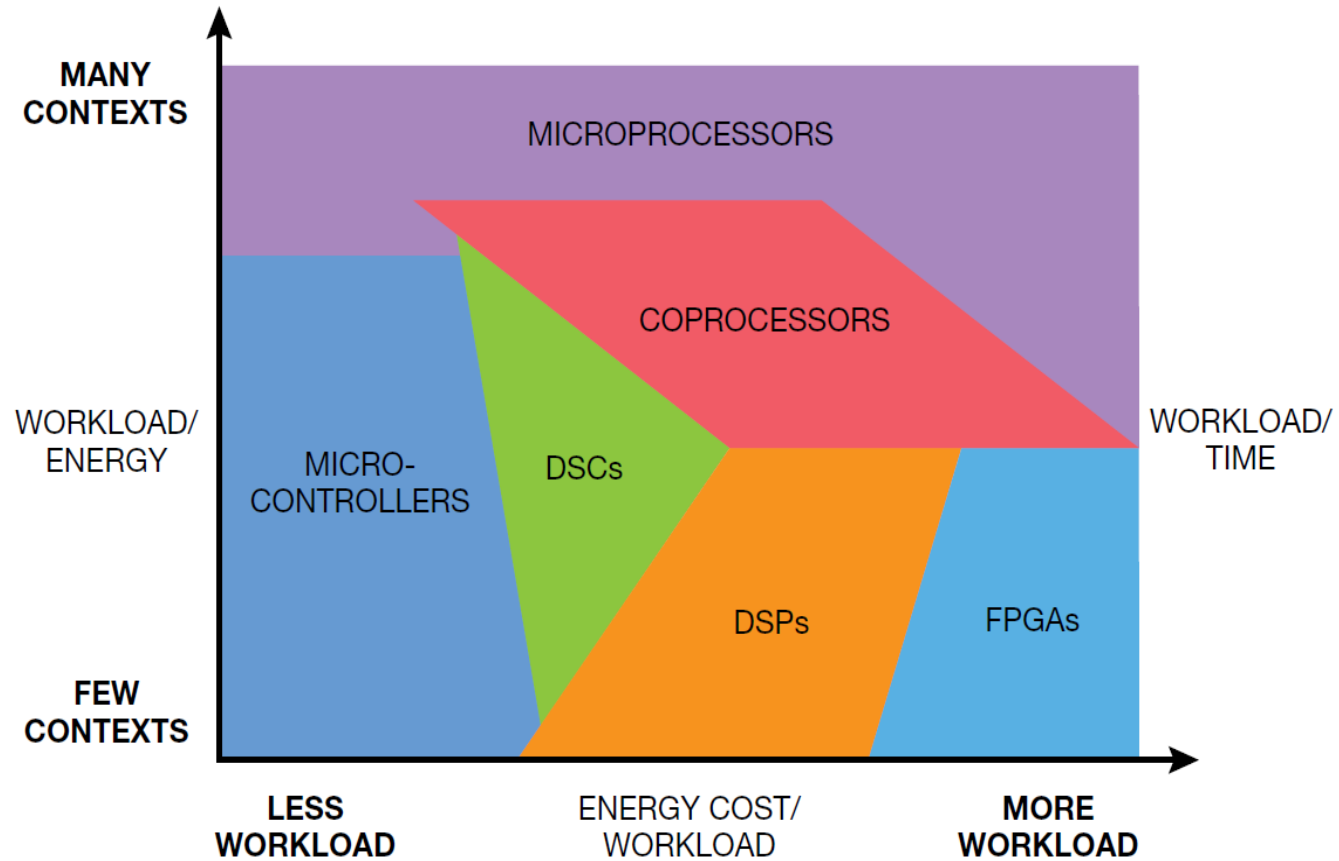 MANY
CONTEXTS
MICROPROCESSORS
COPROCESSORS
WORKLOAD/
ENERGY
WORKLOAD/
TIME
MICRO-
CONTROLLERS
DSCs
DSPs
FPGAs
FEW
CONTEXTS
LESS
WORKLOAD
ENERGY COST/
WORKLOAD
MORE
WORKLOAD